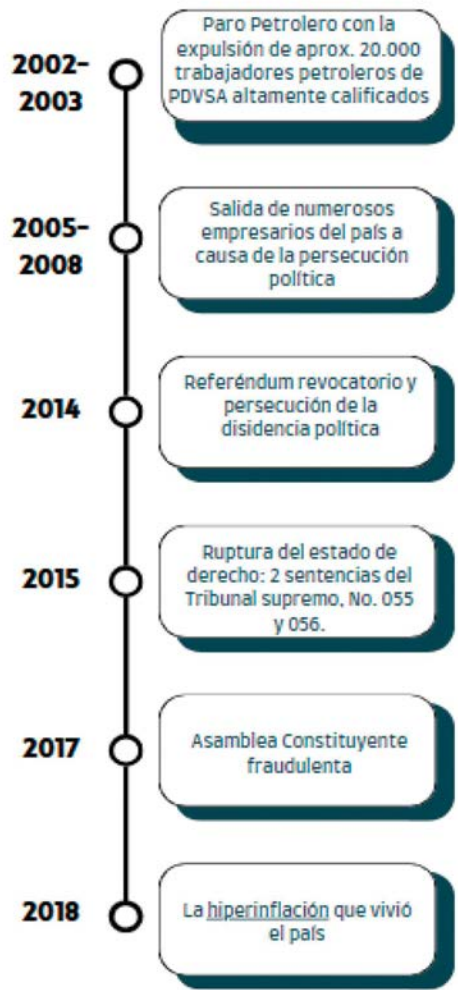 2002-
2003
Paro Petrolero con la
expulsión de aprox. 20.000
trabajadores petroleros de
PDVSA altamente calificados
2005-
2008
Salida de numerosos
empresarios del país a
causa de la persecución
política
2014
Referéndum revocatorio y
persecución de la
disidencia política
2015
Ruptura del estado de
derecho: 2 sentencias del
Tribunal supremo, No. 055
y 056.
2017
Asamblea Constituyente
fraudulenta
2018
La hiperinflación que vivió
el país